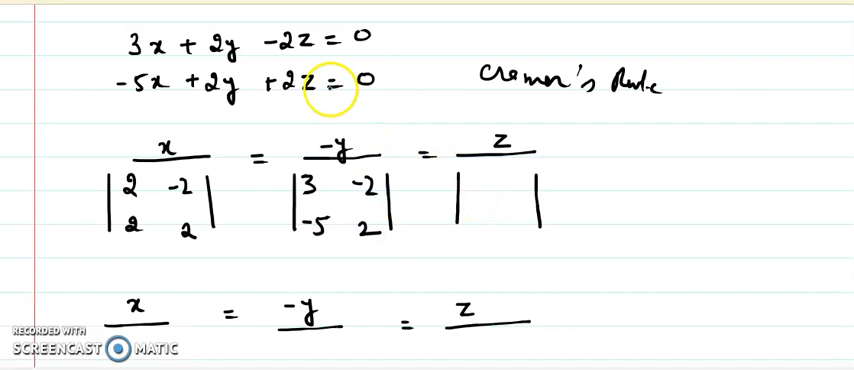 3x + 2y - 2z = 0
-5x + 2y + 2z = 0
Cramer's Rule
x = -y = z
2 -2 3 -2
2 2 -5 2
x = -y = z
RECORDED WITH
SCREENCAST MATIC